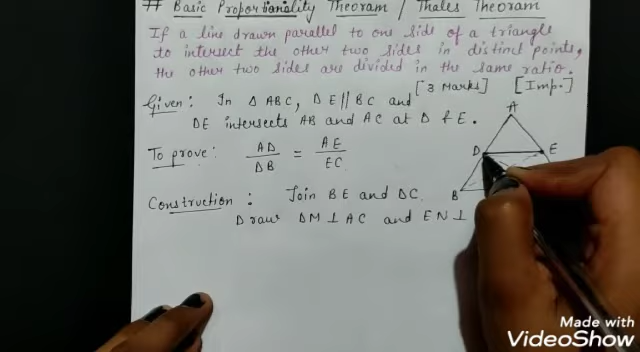 # Basic Proportionality Theoram / Thales Theoram
If a line drawn parallel to one side of a triangle
to intersect the other two sides in distinct points,
the other two sides are divided in the same ratio.
[3 Marks] [Imp.]
Given : In Δ ABC, DE || BC and
DE intersects AB and AC at D & E.
To prove : AD/DB = AE/EC
Construction : Join BE and DC.
Draw DM ⊥ AC and EN ⊥
A
D E
B
Made with
VideoShow